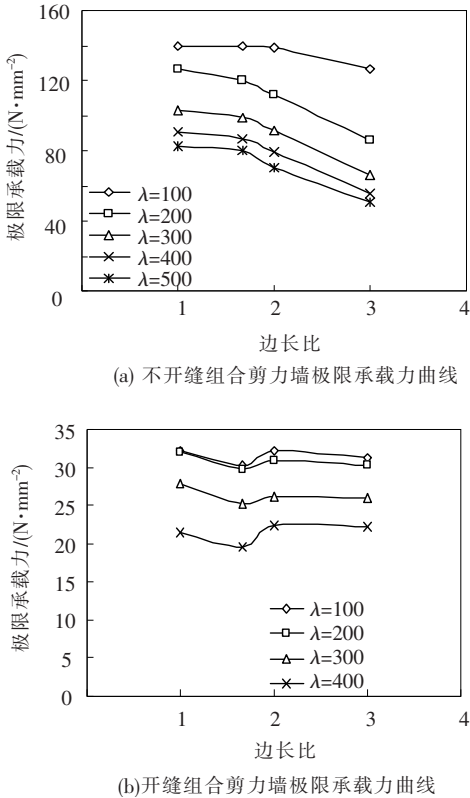 160
120
80
40
0
极限承载力/(N·mm⁻²)
λ=100
λ=200
λ=300
λ=400
λ=500
1 2 3 4
边长比
(a) 不开缝组合剪力墙极限承载力曲线
35
30
25
20
15
10
5
0
极限承载力/(N·mm⁻²)
λ=100
λ=200
λ=300
λ=400
1 2 3 4
边长比
(b)开缝组合剪力墙极限承载力曲线